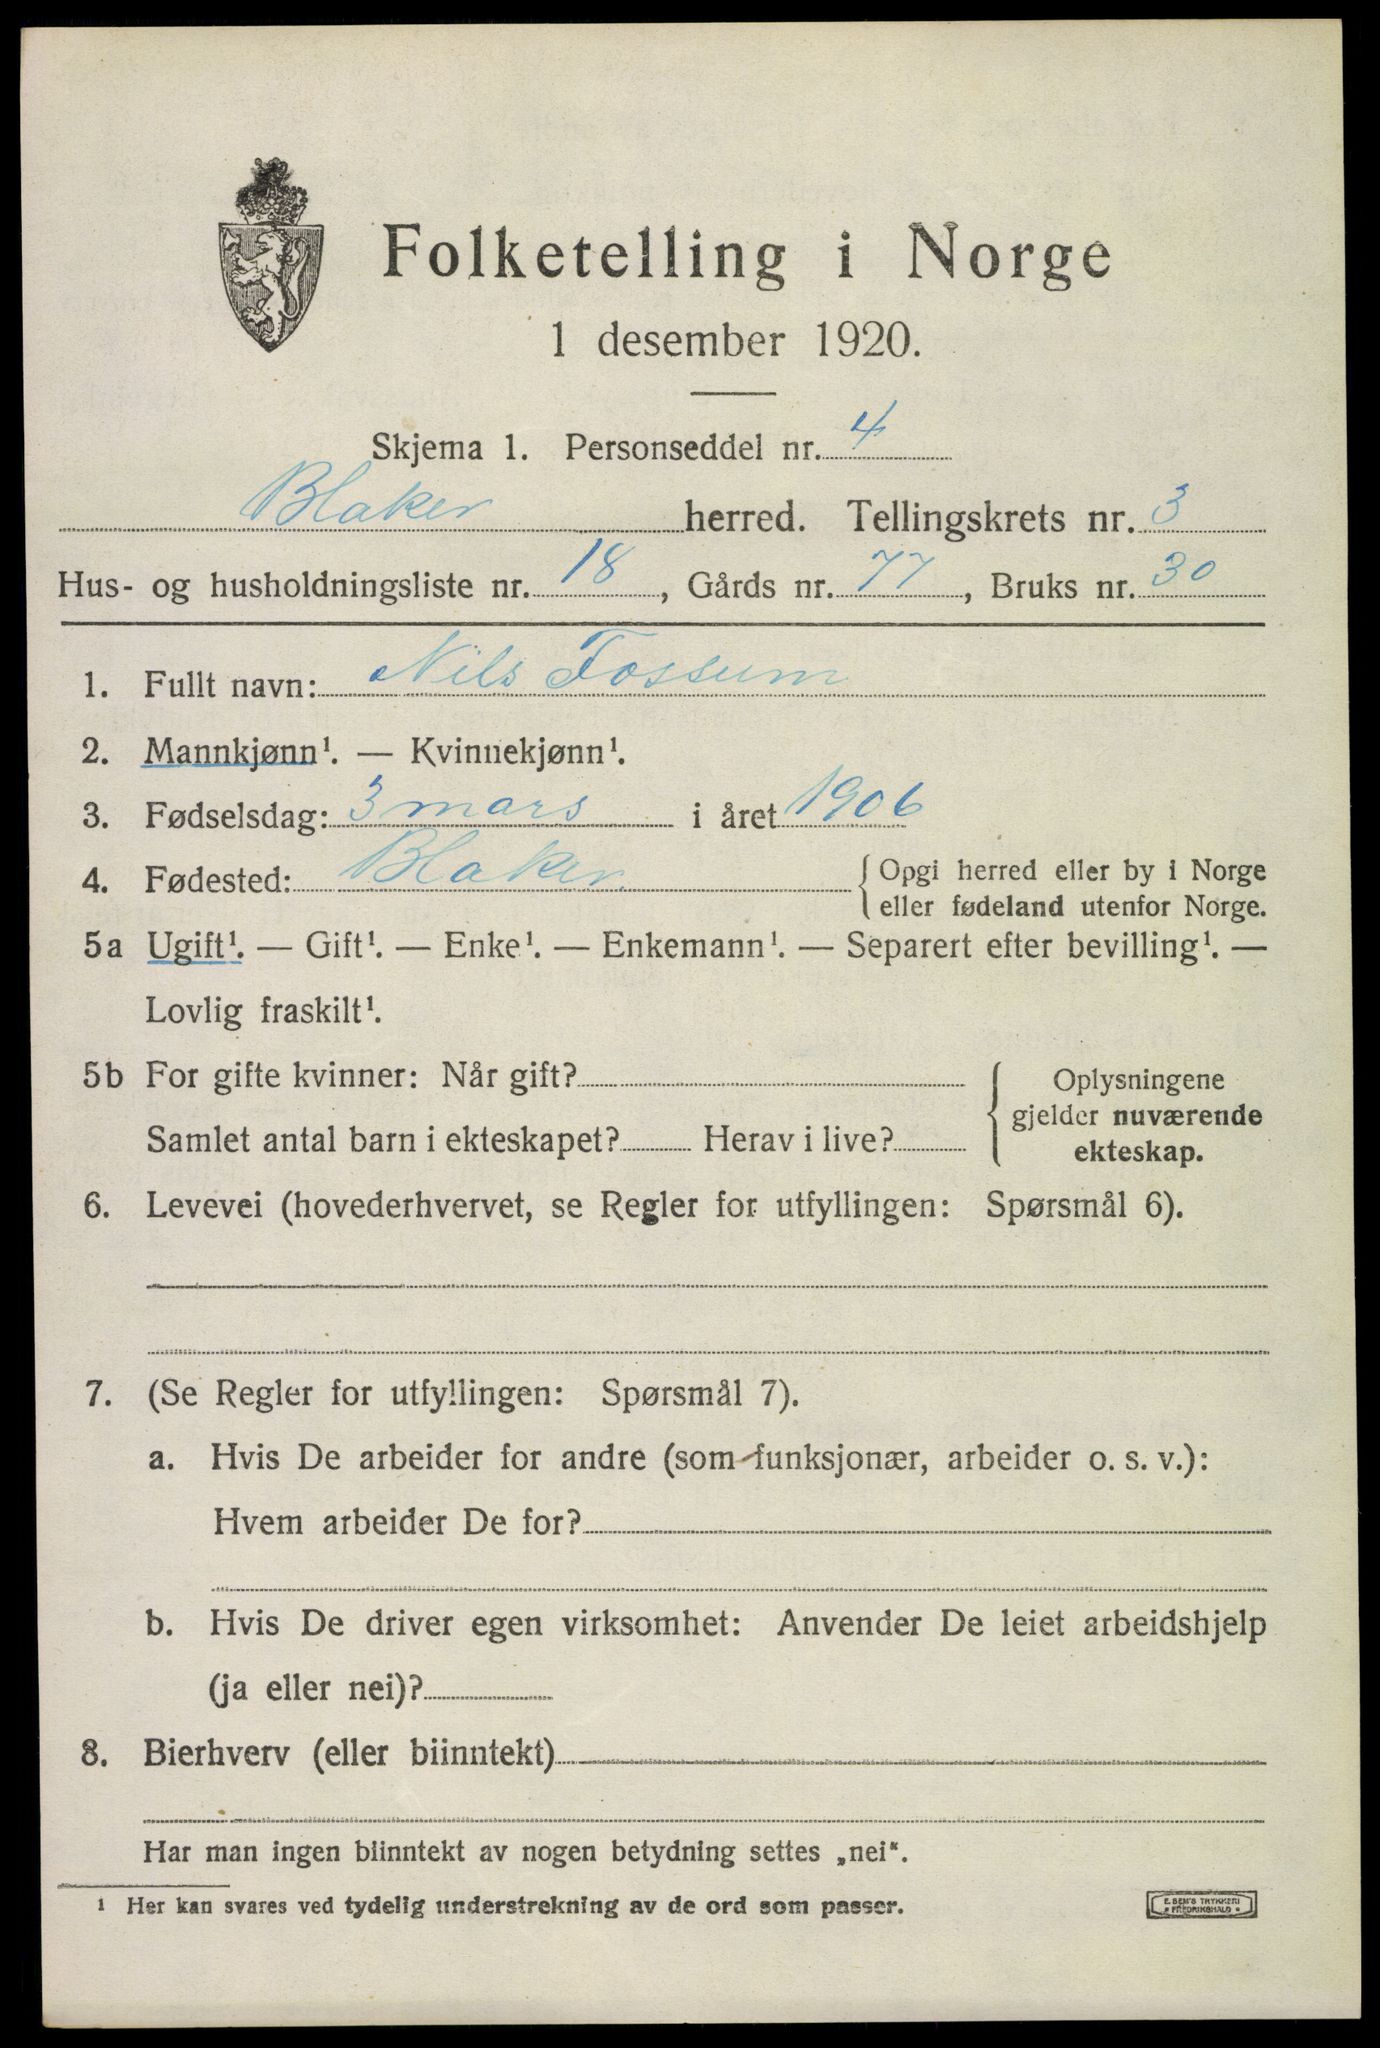 Folketelling i Norge
1 desember 1920.
Skjema 1. Personseddel nr. 4
Blaker herred. Tellingskrets nr. 3
Hus- og husholdningsliste nr. 18, Gårds nr. 77, Bruks nr. 30
1. Fullt navn: Nils Fossum
2. Mannkjønn¹. — Kvinnekjønn¹.
3. Fødselsdag: 3 mars i året 1906
4. Fødested: Blaker. { Opgi herred eller by i Norge
eller fødeland utenfor Norge.
5a Ugift¹. — Gift¹. — Enke¹. — Enkemann¹. — Separert efter bevilling¹. —
Lovlig fraskilt¹.
5b For gifte kvinner: Når gift?
Samlet antal barn i ekteskapet? Herav i live?
{ Oplysningene
gjelder nuværende
ekteskap.
6. Levevei (hovederhvervet, se Regler for utfyllingen: Spørsmål 6).
7. (Se Regler for utfyllingen: Spørsmål 7).
a. Hvis De arbeider for andre (som funksjonær, arbeider o. s. v.):
Hvem arbeider De for?
b. Hvis De driver egen virksomhet: Anvender De leiet arbeidshjelp
(ja eller nei)?
8. Bierhverv (eller biinntekt)
Har man ingen biinntekt av nogen betydning settes „nei“.
1 Her kan svares ved tydelig understrekning av de ord som passer.
E. SEM'S TRYKKERI
* FREDRIKSHALD *